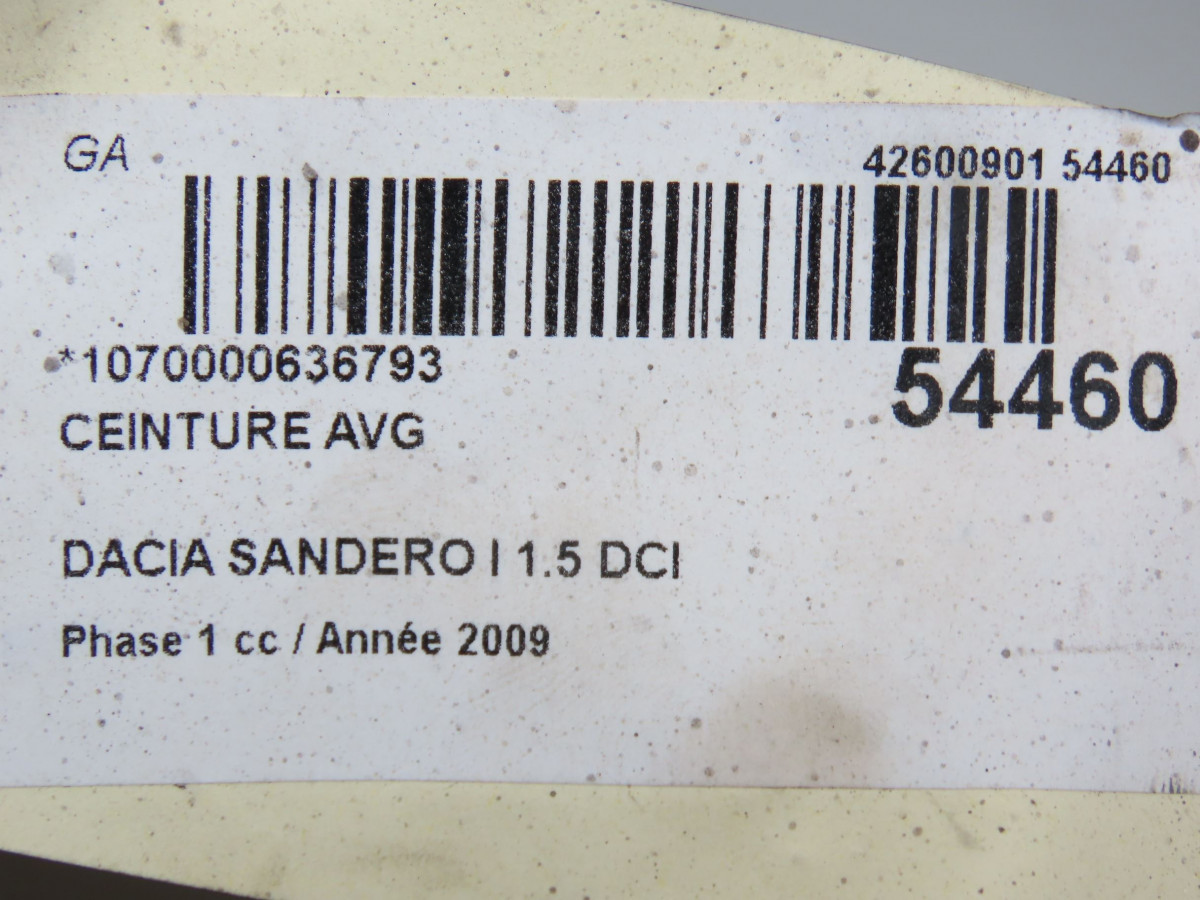 GA
42600901 54460
*1070000636793
54460
CEINTURE AVG
DACIA SANDERO I 1.5 DCI
Phase 1 cc / Année 2009